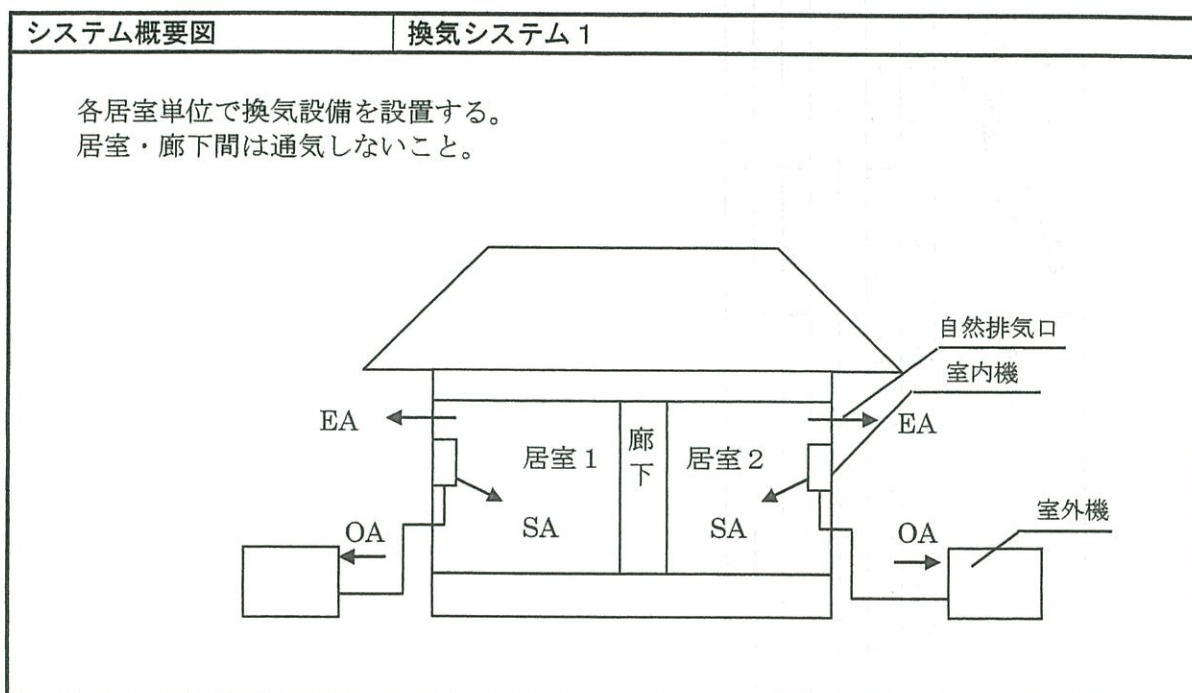 システム概要図
換気システム1
各居室単位で換気設備を設置する。
居室・廊下間は通気しないこと。
自然排気口
室内機
EA
EA
居室1
廊下
居室2
SA
SA
OA
OA
室外機